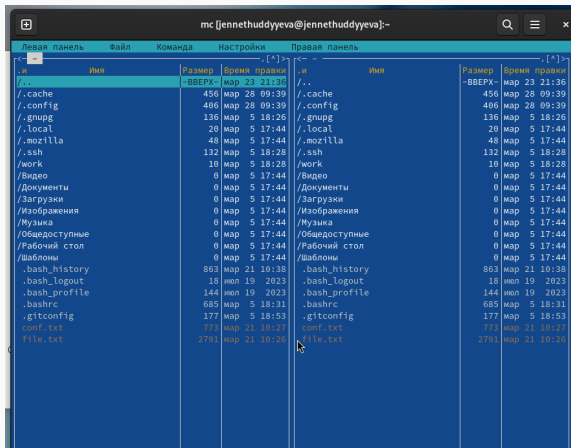 mc [jennethuddyyeva@jennethuddyyeva]:~
Левая панель Файл Команда Настройки Правая панель
<- ~ .[^]> <- ~ .[^]>
.и Имя Размер Время правки .и Имя Размер Время правки
/.. -ВВЕРХ- мар 23 21:36 /.. -ВВЕРХ- мар 23 21:36
/.cache 456 мар 28 09:39 /.cache 456 мар 28 09:39
/.config 406 мар 28 09:39 /.config 406 мар 28 09:39
/.gnupg 136 мар 5 18:26 /.gnupg 136 мар 5 18:26
/.local 20 мар 5 17:44 /.local 20 мар 5 17:44
/.mozilla 48 мар 5 17:44 /.mozilla 48 мар 5 17:44
/.ssh 132 мар 5 18:28 /.ssh 132 мар 5 18:28
/work 10 мар 5 18:28 /work 10 мар 5 18:28
/Видео 0 мар 5 17:44 /Видео 0 мар 5 17:44
/Документы 0 мар 5 17:44 /Документы 0 мар 5 17:44
/Загрузки 0 мар 5 17:44 /Загрузки 0 мар 5 17:44
/Изображения 0 мар 5 17:44 /Изображения 0 мар 5 17:44
/Музыка 0 мар 5 17:44 /Музыка 0 мар 5 17:44
/Общедоступные 0 мар 5 17:44 /Общедоступные 0 мар 5 17:44
/Рабочий стол 0 мар 5 17:44 /Рабочий стол 0 мар 5 17:44
/Шаблоны 0 мар 5 17:44 /Шаблоны 0 мар 5 17:44
.bash_history 863 мар 21 10:38 .bash_history 863 мар 21 10:38
.bash_logout 18 июл 19 2023 .bash_logout 18 июл 19 2023
.bash_profile 144 июл 19 2023 .bash_profile 144 июл 19 2023
.bashrc 685 мар 5 18:31 .bashrc 685 мар 5 18:31
.gitconfig 177 мар 5 18:53 .gitconfig 177 мар 5 18:53
conf.txt 773 мар 21 10:27 conf.txt 773 мар 21 10:27
file.txt 2791 мар 21 10:26 file.txt 2791 мар 21 10:26